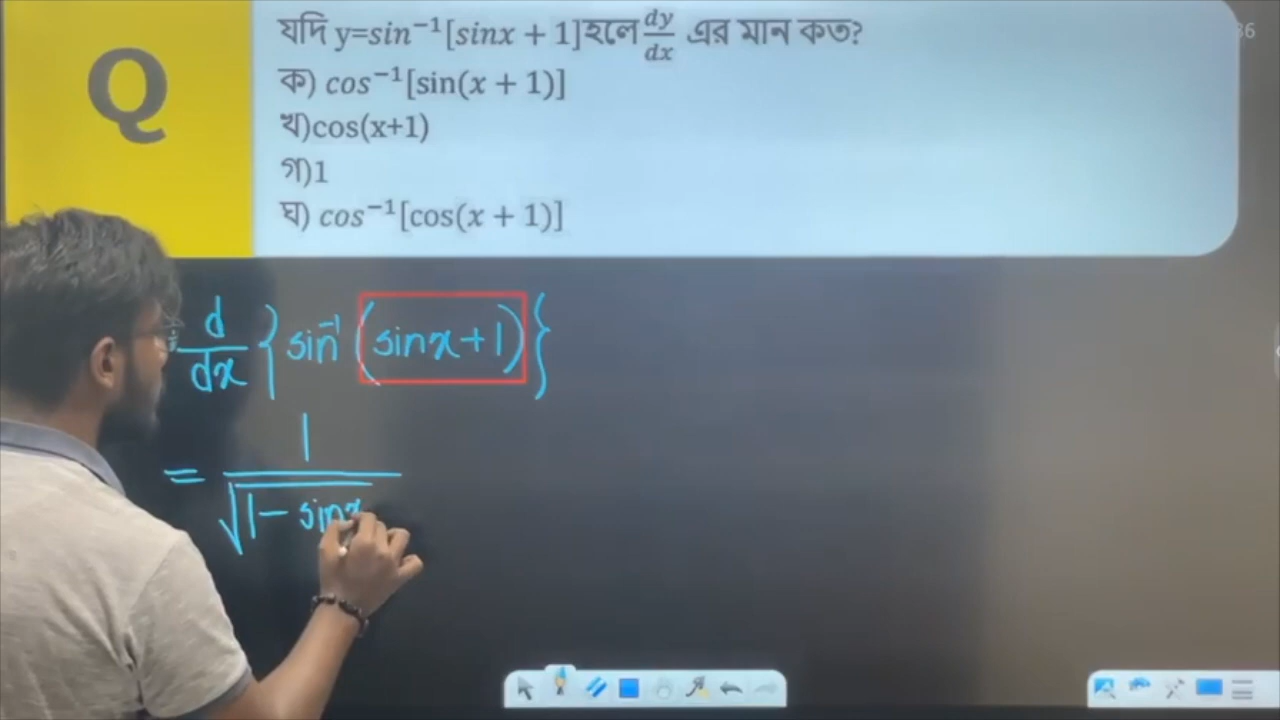 Q
যদি y=sin⁻¹[sinx + 1]হলে dy/dx এর মান কত?
ক) cos⁻¹[sin(x + 1)]
খ)cos(x+1)
গ)1
ঘ) cos⁻¹[cos(x + 1)]
d/dx {sin⁻¹ (sinx+1)}
= 1/√1- sinx